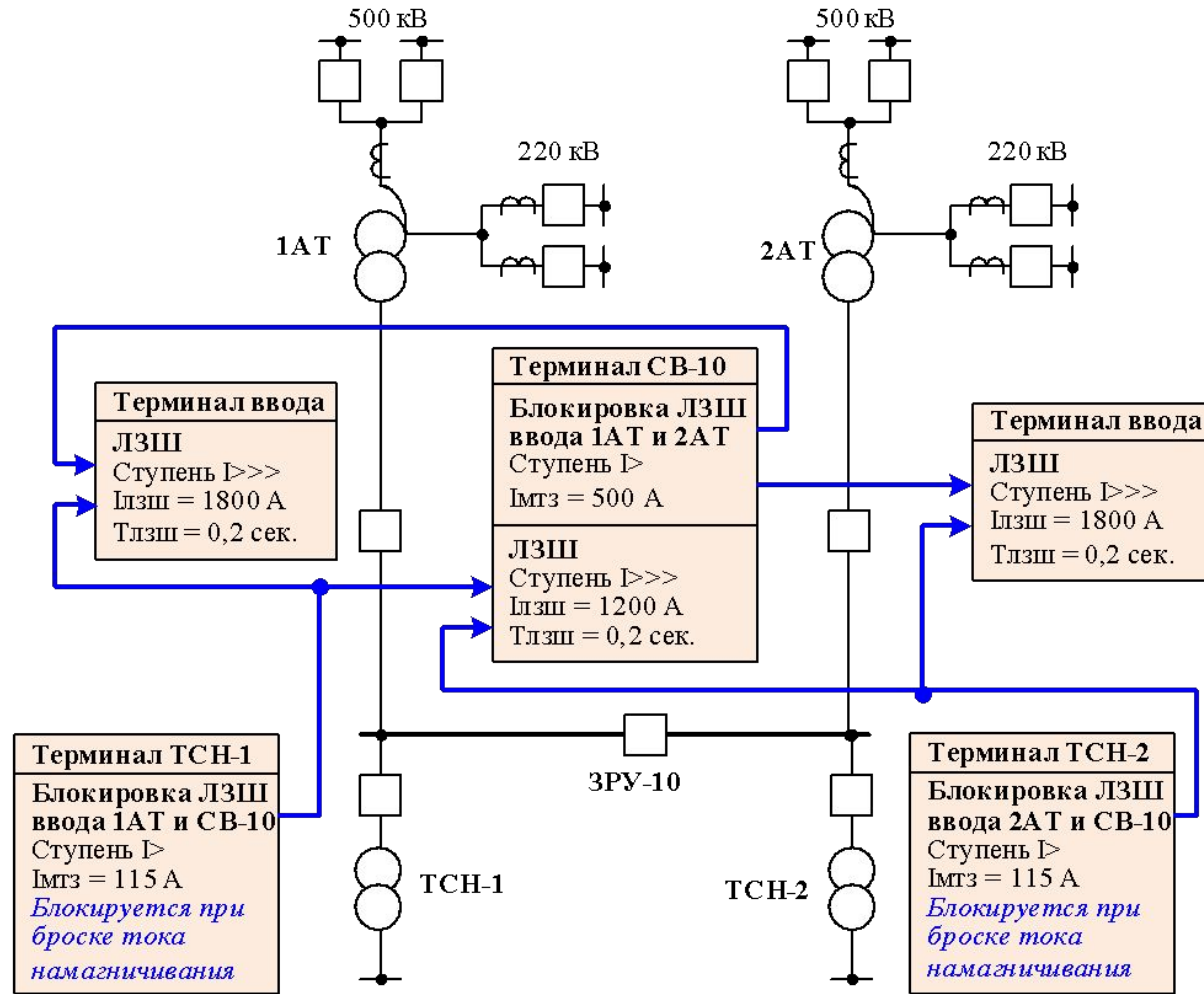 500 кВ
500 кВ
220 кВ
220 кВ
1АТ
2АТ
Терминал ввода
ЛЗШ
Ступень I>>>
Iлзш = 1800 А
Тлзш = 0,2 сек.
Терминал СВ-10
Блокировка ЛЗШ
ввода 1АТ и 2АТ
Ступень I>
Iмтз = 500 А
ЛЗШ
Ступень I>>>
Iлзш = 1200 А
Тлзш = 0,2 сек.
Терминал ввода
ЛЗШ
Ступень I>>>
Iлзш = 1800 А
Тлзш = 0,2 сек.
Терминал ТСН-1
Блокировка ЛЗШ
ввода 1АТ и СВ-10
Ступень I>
Iмтз = 115 А
Блокируется при
броске тока
намагничивания
ЗРУ-10
ТСН-1
ТСН-2
Терминал ТСН-2
Блокировка ЛЗШ
ввода 2АТ и СВ-10
Ступень I>
Iмтз = 115 А
Блокируется при
броске тока
намагничивания